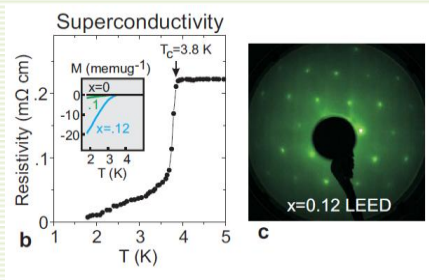 Superconductivity
Tc=3.8 K
M (memug-1)
x=0
0
.1
-10
x=.12
-20
2 3 4
T (K)
Resistivity (mΩ cm)
.2
.1
0
1 2 3 4 5
T (K)
b
x=0.12 LEED
c